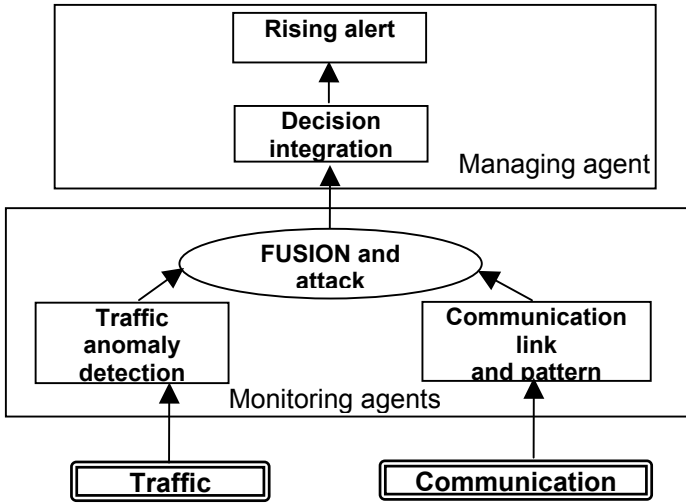 Rising alert
Decision
integration
Managing agent
FUSION and
attack
Traffic
anomaly
detection
Communication
link
and pattern
Monitoring agents
Traffic
Communication